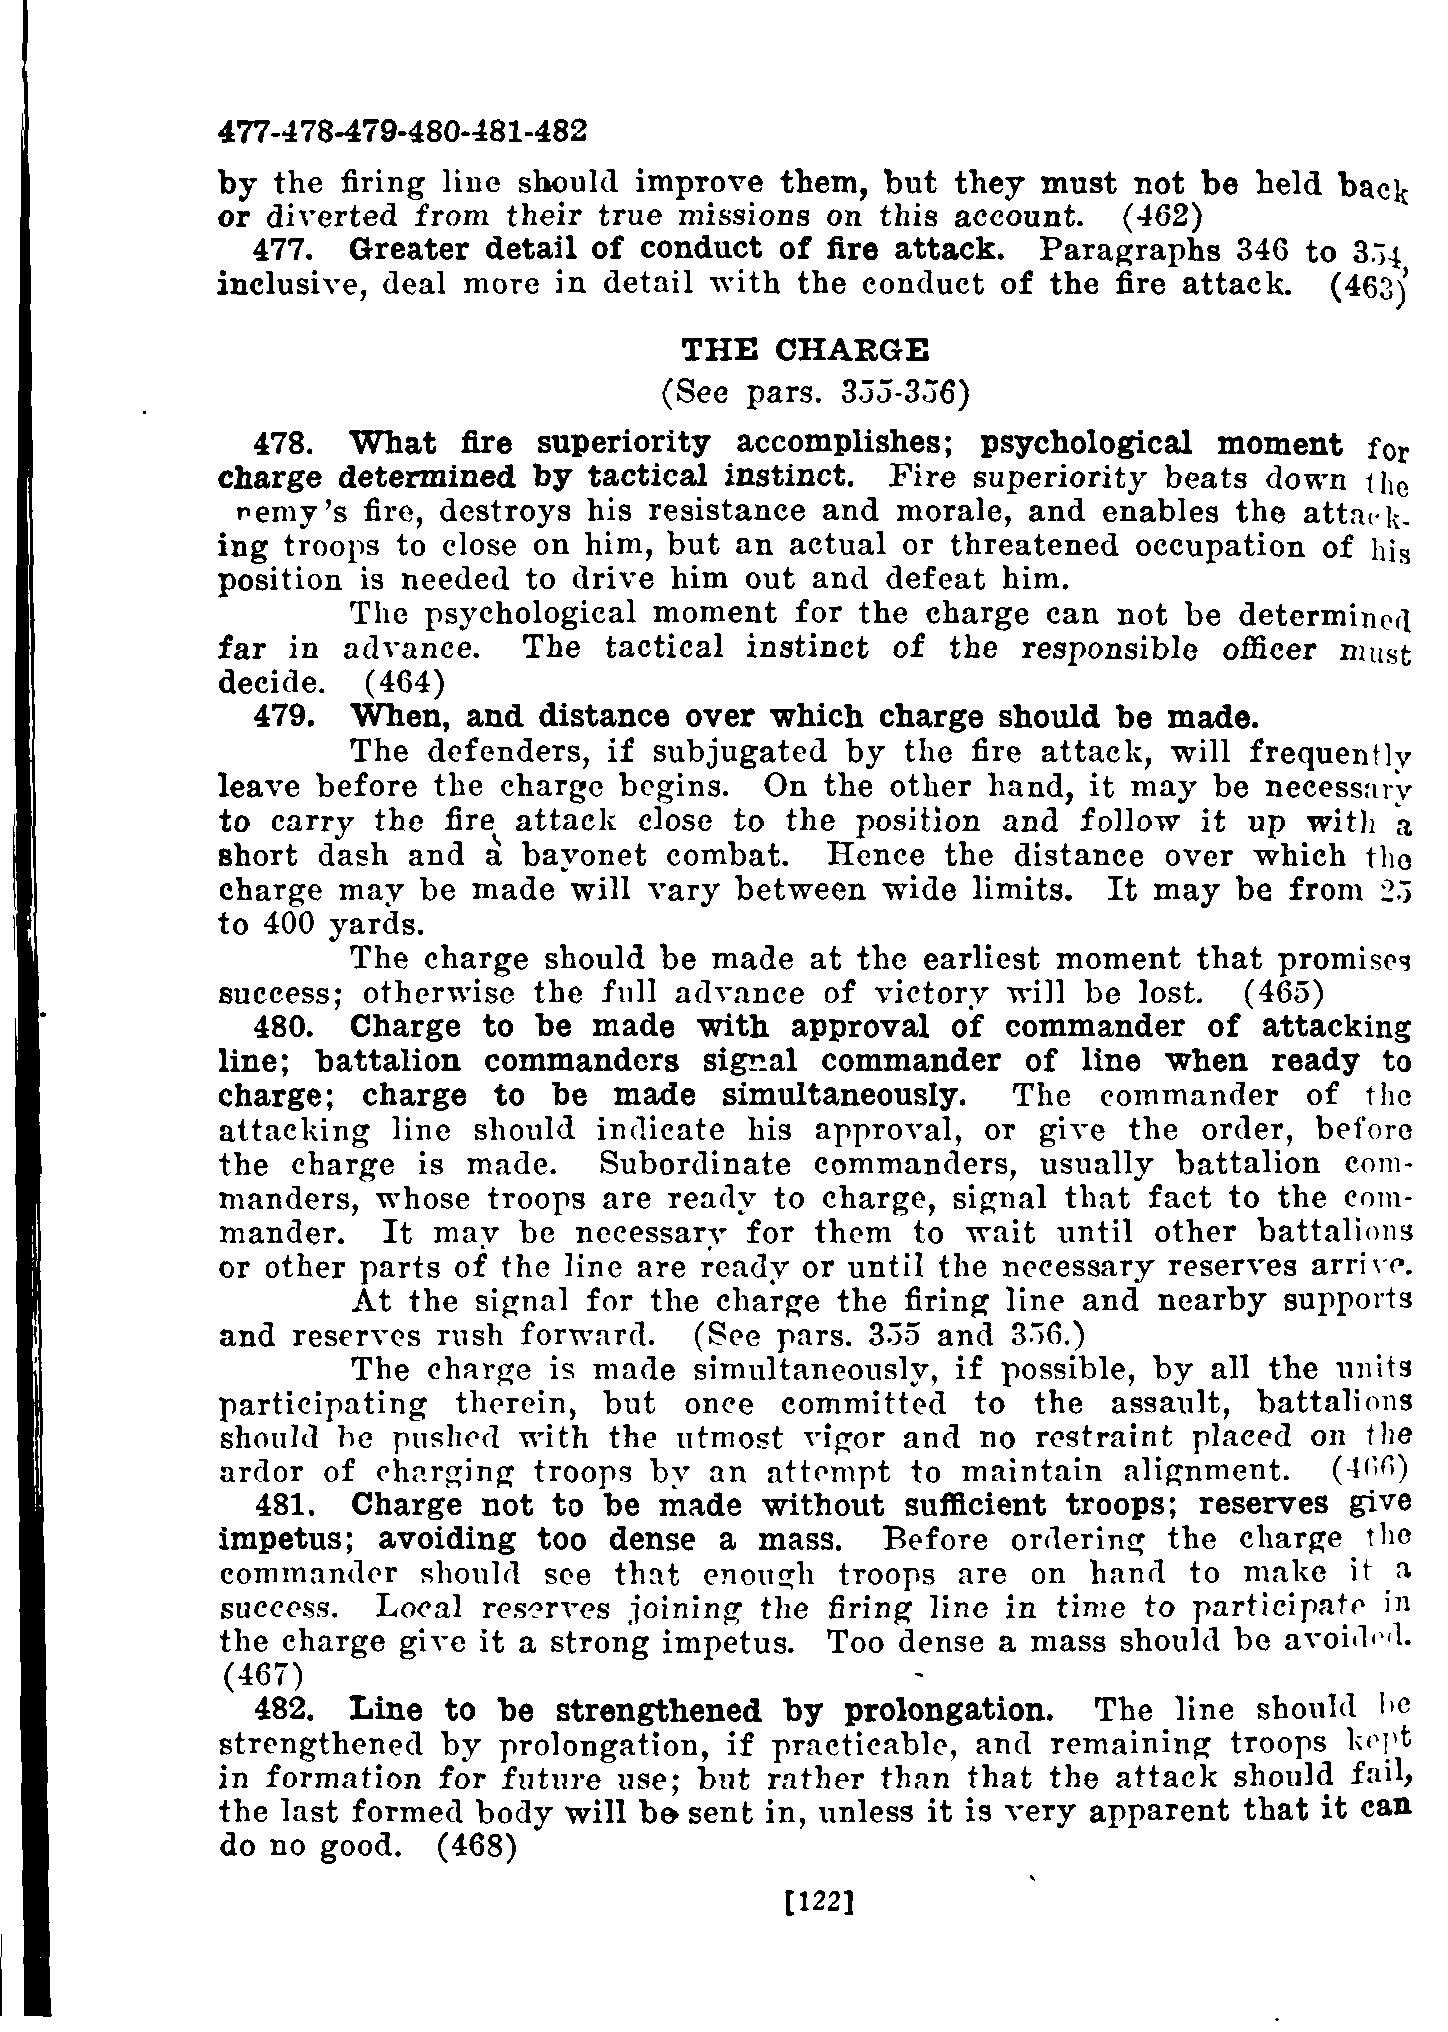 477-478-479-480-481-482
by the firing line should improve them, but they must not be held back
or diverted from their true missions on this account. (462)
477. Greater detail of conduct of fire attack. Paragraphs 346 to 354,
inclusive, deal more in detail with the conduct of the fire attack. (463)
THE CHARGE
(See pars. 355-356)
478. What fire superiority accomplishes; psychological moment for
charge determined by tactical instinct. Fire superiority beats down the
nemy's fire, destroys his resistance and morale, and enables the attack-
ing troops to close on him, but an actual or threatened occupation of his
position is needed to drive him out and defeat him.
The psychological moment for the charge can not be determined
far in advance. The tactical instinct of the responsible officer must
decide. (464)
479. When, and distance over which charge should be made.
The defenders, if subjugated by the fire attack, will frequently
leave before the charge begins. On the other hand, it may be necessary
to carry the fire attack close to the position and follow it up with a
short dash and a bayonet combat. Hence the distance over which the
charge may be made will vary between wide limits. It may be from 25
to 400 yards.
The charge should be made at the earliest moment that promises
success; otherwise the full advance of victory will be lost. (465)
480. Charge to be made with approval of commander of attacking
line; battalion commanders signal commander of line when ready to
charge; charge to be made simultaneously. The commander of the
attacking line should indicate his approval, or give the order, before
the charge is made. Subordinate commanders, usually battalion com-
manders, whose troops are ready to charge, signal that fact to the com-
mander. It may be necessary for them to wait until other battalions
or other parts of the line are ready or until the necessary reserves arrive.
At the signal for the charge the firing line and nearby supports
and reserves rush forward. (See pars. 355 and 356.)
The charge is made simultaneously, if possible, by all the units
participating therein, but once committed to the assault, battalions
should be pushed with the utmost vigor and no restraint placed on the
ardor of charging troops by an attempt to maintain alignment. (466)
481. Charge not to be made without sufficient troops; reserves give
impetus; avoiding too dense a mass. Before ordering the charge the
commander should see that enough troops are on hand to make it a
success. Local reserves joining the firing line in time to participate in
the charge give it a strong impetus. Too dense a mass should be avoided.
(467)
482. Line to be strengthened by prolongation. The line should be
strengthened by prolongation, if practicable, and remaining troops kept
in formation for future use; but rather than that the attack should fail,
the last formed body will be sent in, unless it is very apparent that it can
do no good. (468)
[122]